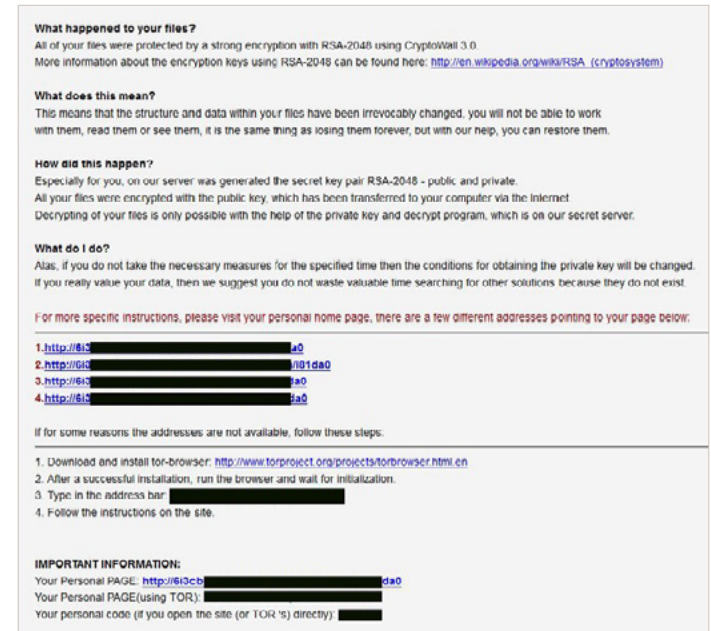 What happened to your files?
All of your files were protected by a strong encryption with RSA-2048 using CryptoWall 3.0.
More information about the encryption keys using RSA-2048 can be found here: http://en.wikipedia.org/wiki/RSA_(cryptosystem)
What does this mean?
This means that the structure and data within your files have been irrevocably changed, you will not be able to work
with them, read them or see them, it is the same thing as losing them forever, but with our help, you can restore them.
How did this happen?
Especially for you, on our server was generated the secret key pair RSA-2048 - public and private.
All your files were encrypted with the public key, which has been transferred to your computer via the Internet
Decrypting of your files is only possible with the help of the private key and decrypt program, which is on our secret server.
What do I do?
Alas, if you do not take the necessary measures for the specified time then the conditions for obtaining the private key will be changed.
If you really value your data, then we suggest you do not waste valuable time searching for other solutions because they do not exist.
For more specific instructions, please visit your personal home page, there are a few different addresses pointing to your page below:
1.http://6i3 a0
2.http://6i3 /i81da0
3.http://6i3 da0
4.http://6i3 da0
If for some reasons the addresses are not available, follow these steps:
1. Download and install tor-browser: http://www.torproject.org/projects/torbrowser.html.en
2. After a successful installation, run the browser and wait for initialization.
3. Type in the address bar:
4. Follow the instructions on the site.
IMPORTANT INFORMATION:
Your Personal PAGE: http://6i3cb da0
Your Personal PAGE(using TOR):
Your personal code (if you open the site (or TOR 's) directly):